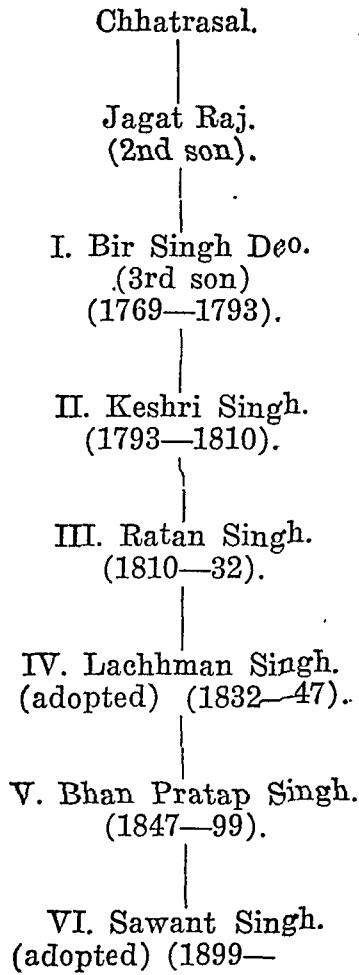 Chhatrasal.
Jagat Raj.
(2nd son).
I. Bir Singh Deo.
(3rd son)
(1769—1793).
II. Keshri Singh.
(1793—1810).
III. Ratan Singh.
(1810—32).
IV. Lachhman Singh.
(adopted) (1832—47).
V. Bhan Pratap Singh.
(1847—99).
VI. Sawant Singh.
(adopted) (1899—